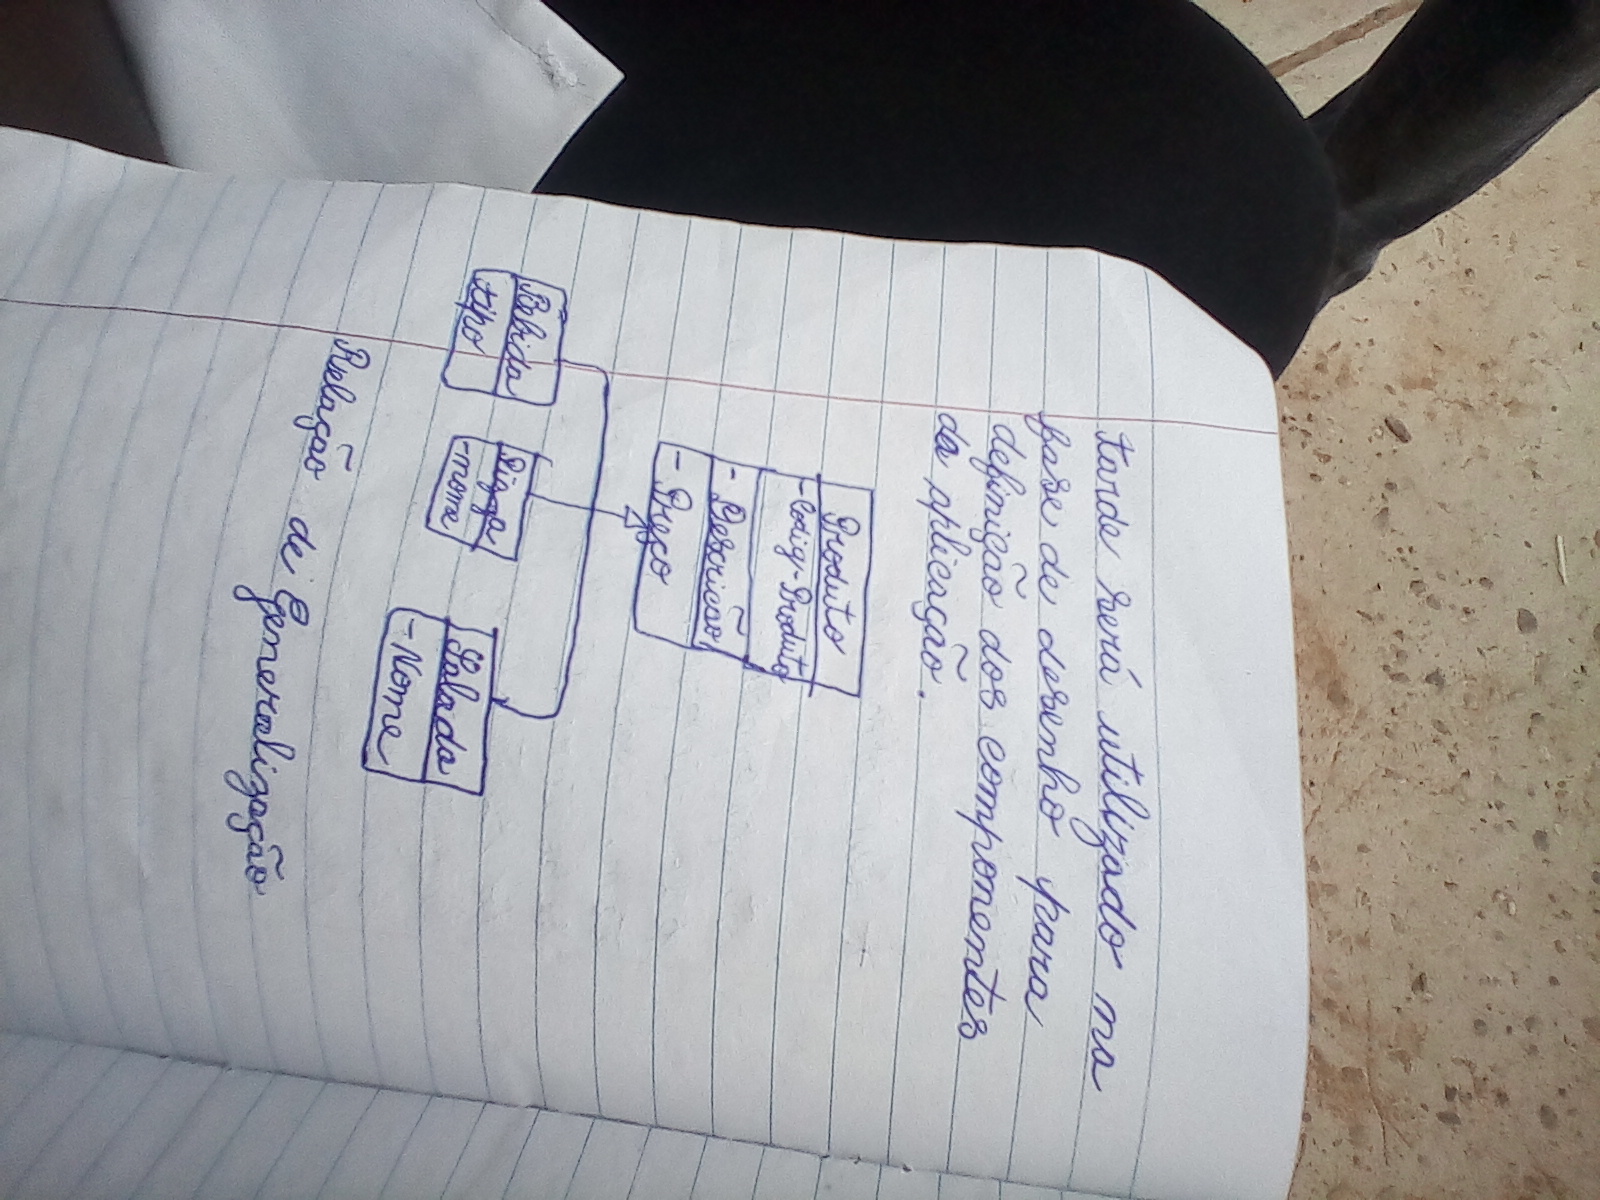 tarde será utilizado na
fase de desenho para
definição dos componentes
da aplicação.
Produto
- Codig-Produto
- Descrição
- Preço
Bebida
tipo
Pizza
-nome
Salada
- Nome
Relação de Generalização